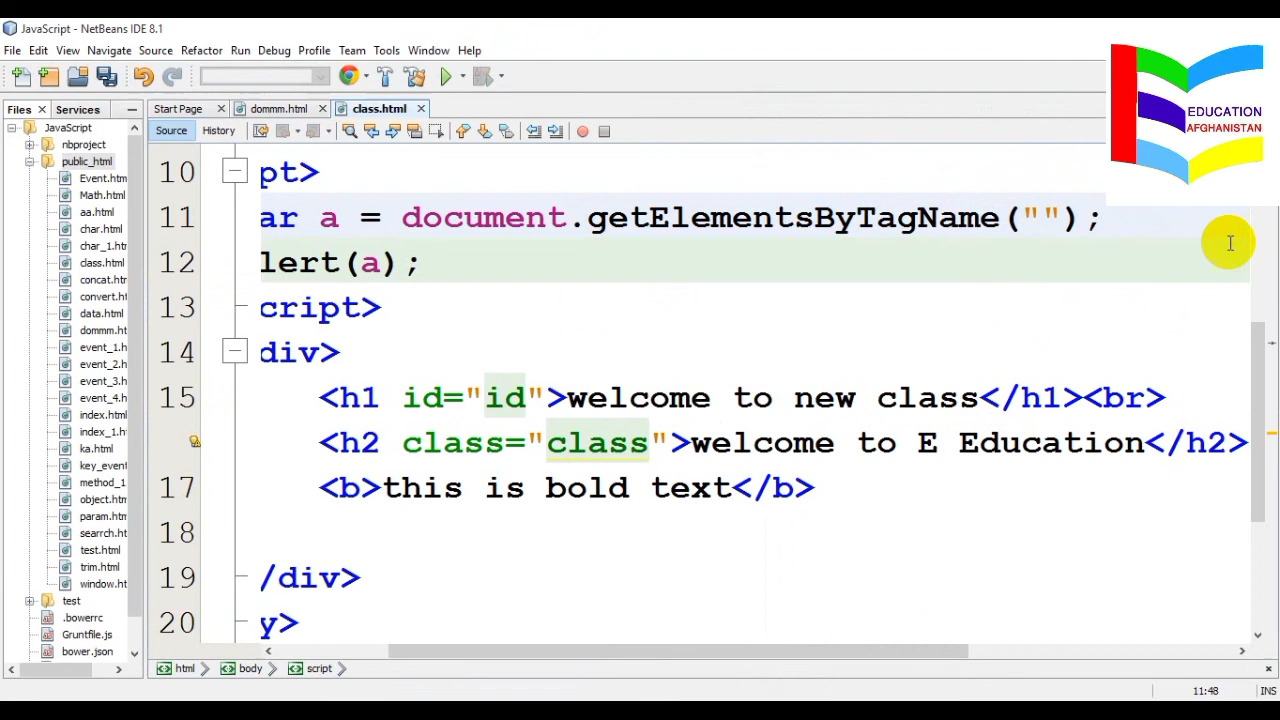 JavaScript - NetBeans IDE 8.1
File Edit View Navigate Source Refactor Run Debug Profile Team Tools Window Help
EDUCATION
AFGHANISTAN
Files Services
Start Page dommm.html class.html
Source History
JavaScript
nbproject
public_html
Event.htm
Math.html
aa.html
char.html
char_1.ht
class.html
concat.ht
convert.h
data.html
dommm.ht
event_1.h
event_2.h
event_3.h
event_4.h
index.htm
index_1.h
ka.html
key_event
method_1
object.htm
param.htm
searrch.ht
test.html
trim.html
window.ht
test
.bowerrc
Gruntfile.js
bower.json
10 pt>
11 ar a = document.getElementsByTagName("");
12 lert(a);
13 cript>
14 div>
15 <h1 id="id">welcome to new class</h1><br>
<h2 class="class">welcome to E Education</h2>
17 <b>this is bold text</b>
18
19 /div>
20 y>
html body script
11:48 INS